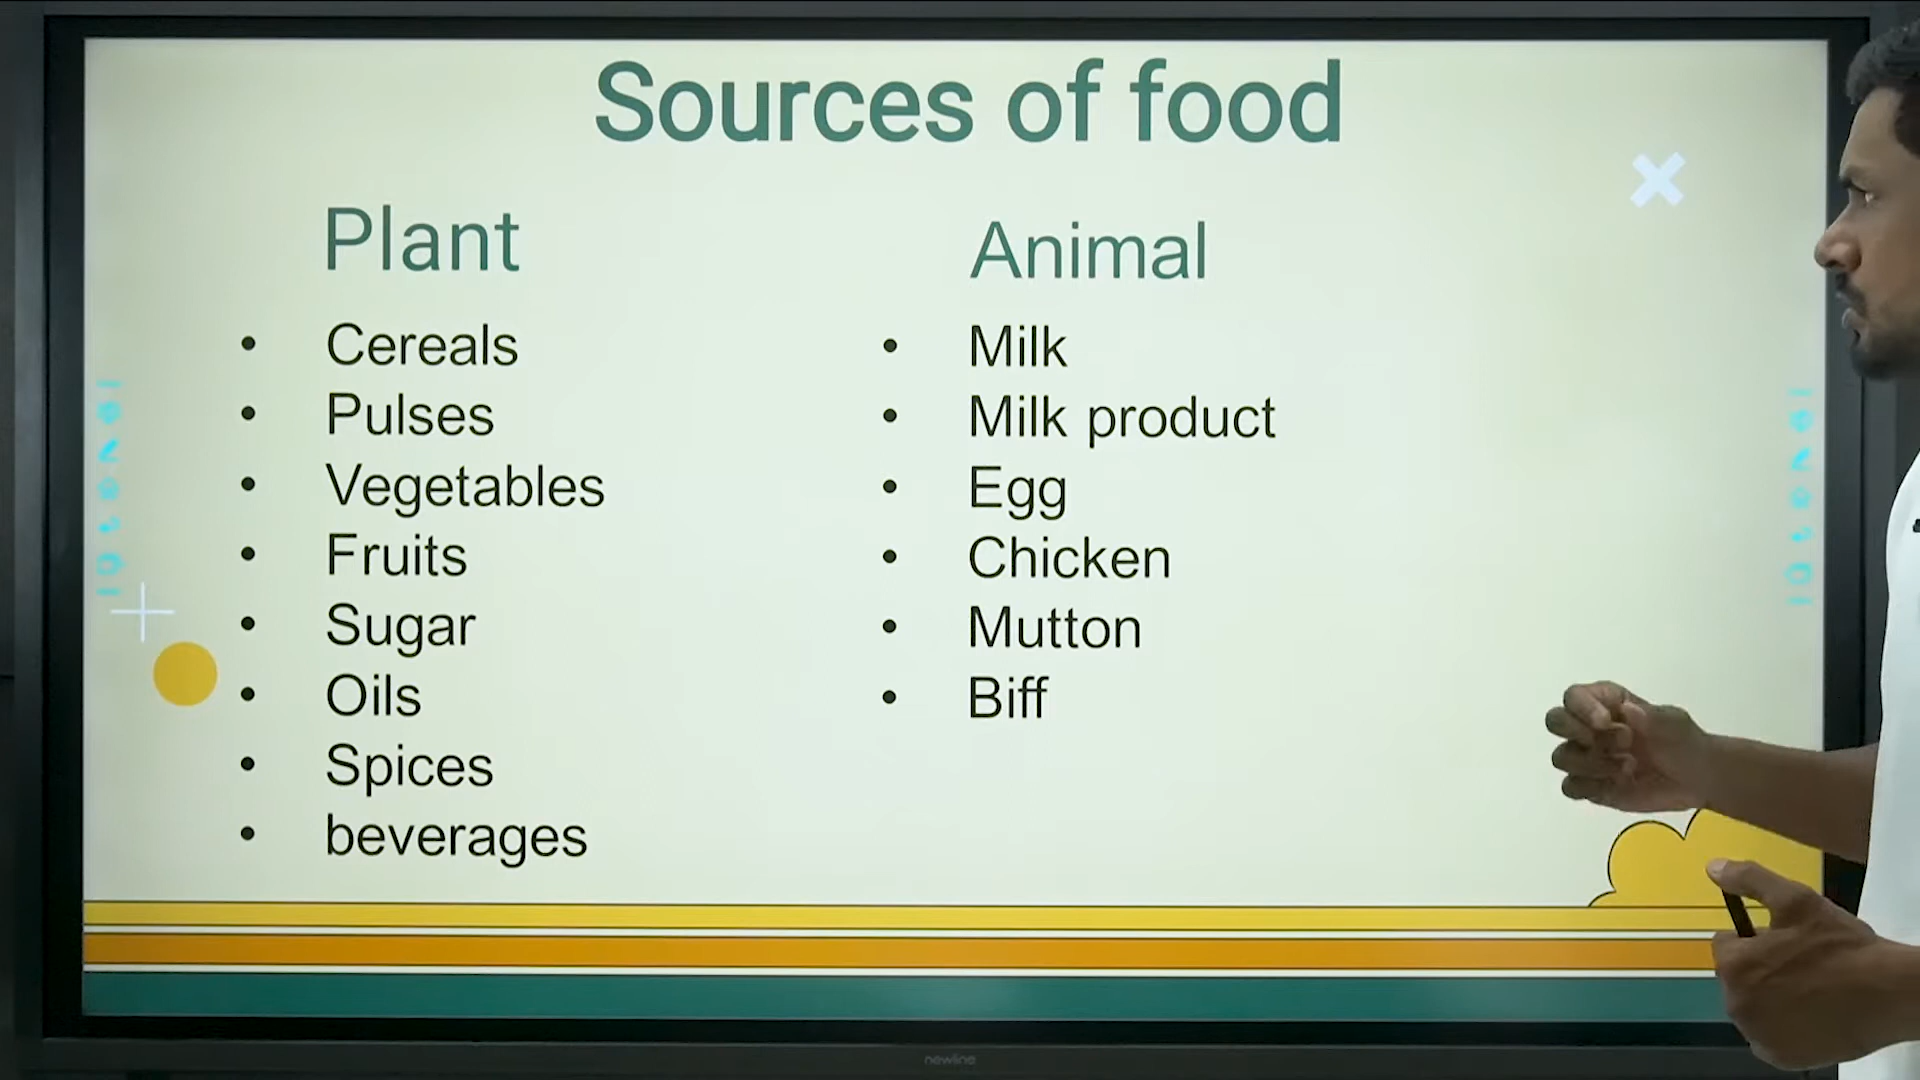 Sources of food
Plant
• Cereals
• Pulses
• Vegetables
• Fruits
• Sugar
• Oils
• Spices
• beverages
Animal
• Milk
• Milk product
• Egg
• Chicken
• Mutton
• Biff
newline